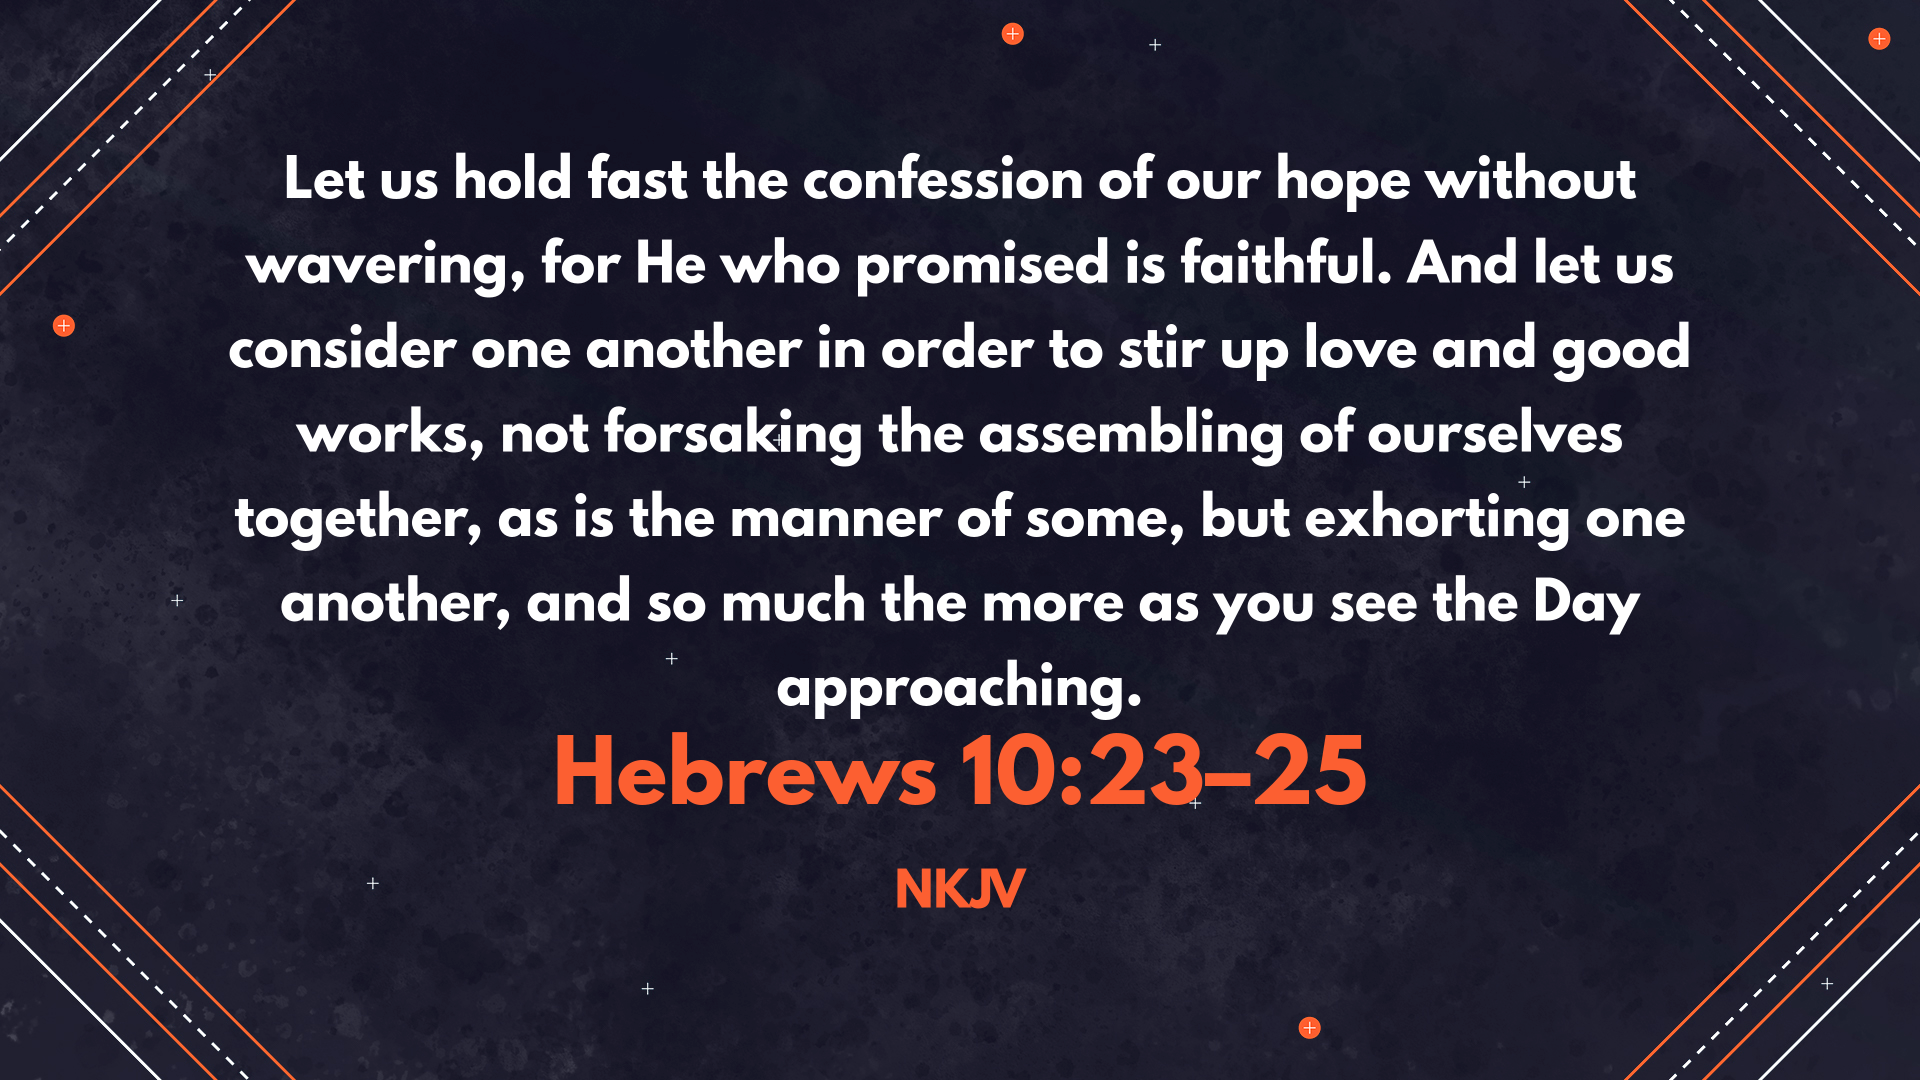 Let us hold fast the confession of our hope without
wavering, for He who promised is faithful. And let us
consider one another in order to stir up love and good
works, not forsaking the assembling of ourselves
together, as is the manner of some, but exhorting one
another, and so much the more as you see the Day
approaching.
Hebrews 10:23–25
NKJV